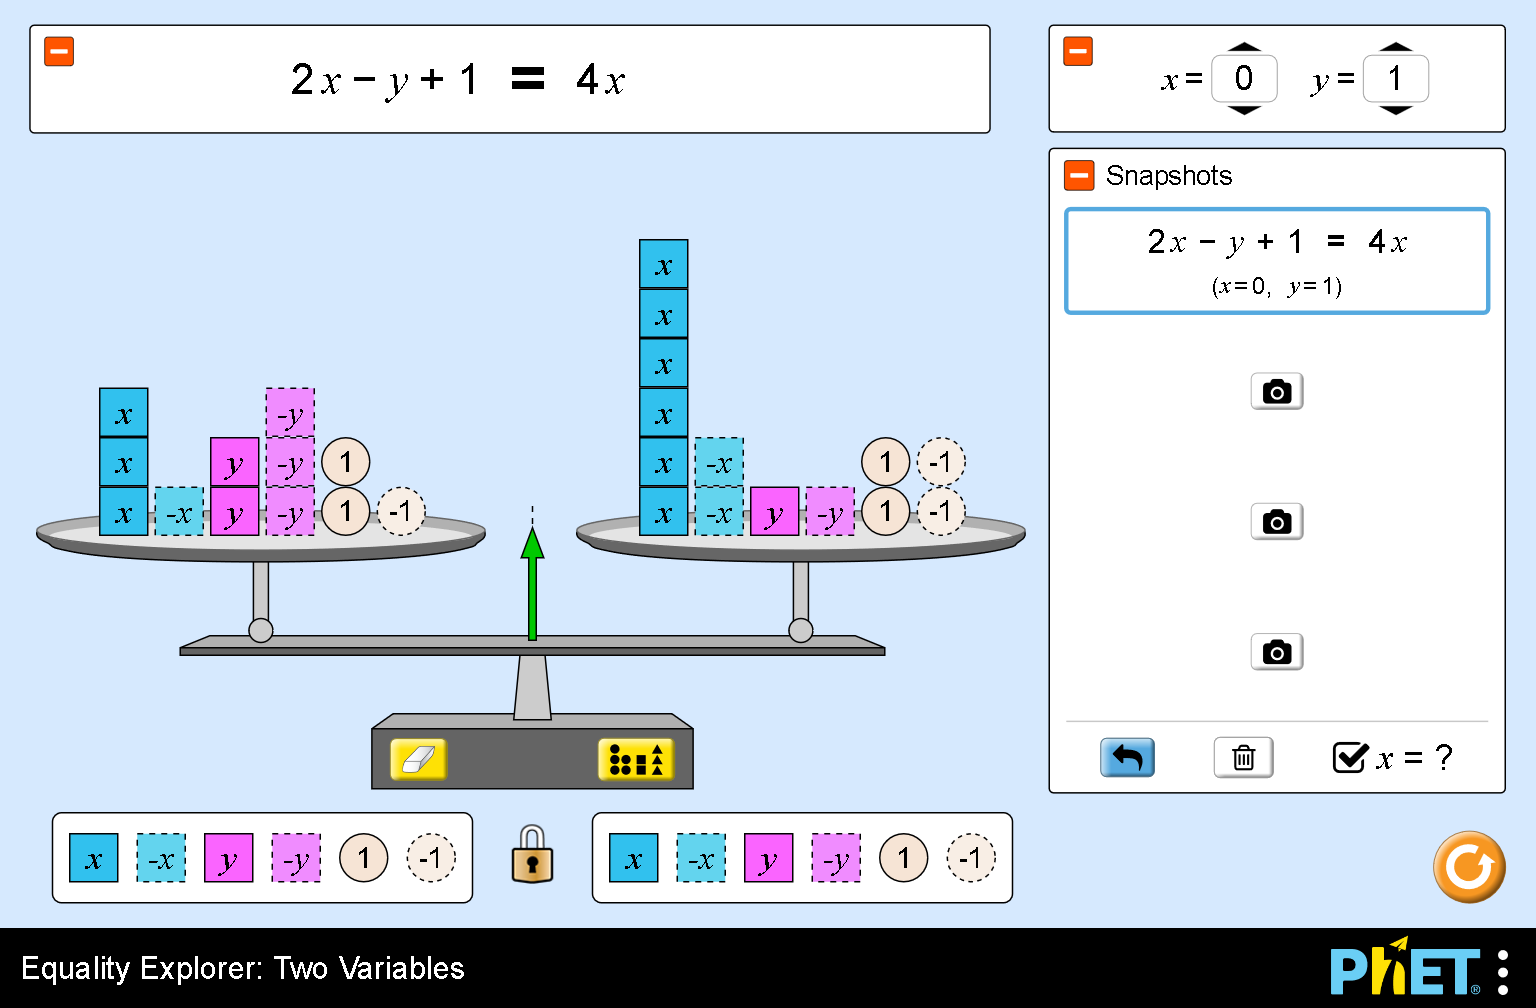 2x − y + 1 = 4x
x = 0 y = 1
Snapshots
2x − y + 1 = 4x
(x=0, y=1)
x
x
x
x -y x
x y -y 1 x -x 1 -1
x -x y -y 1 -1 x -x y -y 1 -1
x = ?
x -x y -y 1 -1 x -x y -y 1 -1
Equality Explorer: Two Variables
PhET®